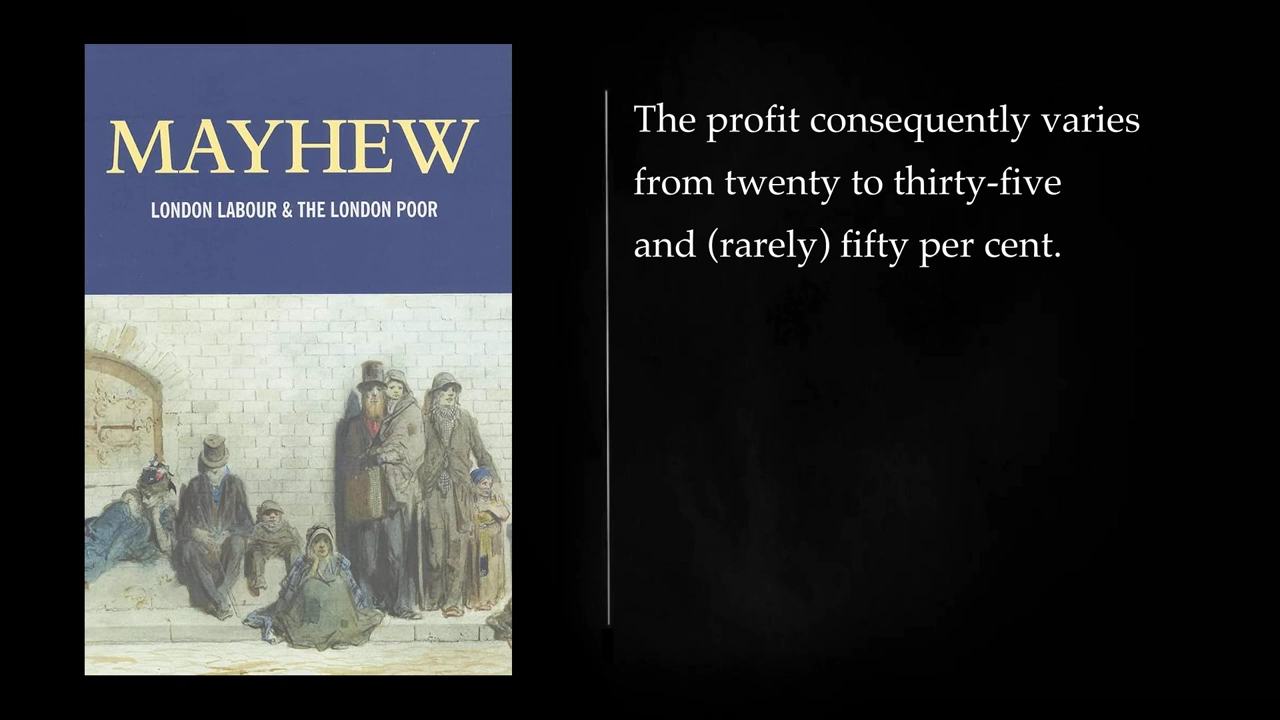 MAYHEW
LONDON LABOUR & THE LONDON POOR
The profit consequently varies
from twenty to thirty-five
and (rarely) fifty per cent.